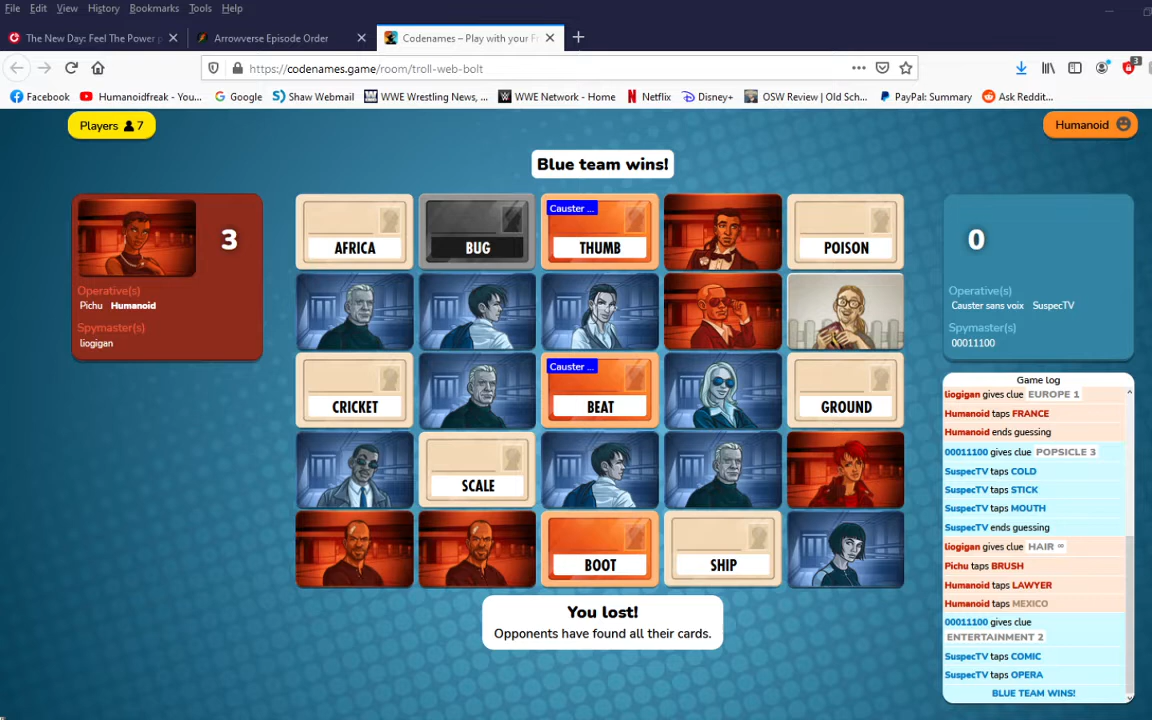 File Edit View History Bookmarks Tools Help
The New Day: Feel The Power p
Arrowverse Episode Order
Codenames – Play with your Fr
https://codenames.game/room/troll-web-bolt
3
Facebook
Humanoidfreak - You...
Google
Shaw Webmail
WWE Wrestling News, ...
WWE Network - Home
Netflix
Disney+
OSW Review | Old Sch...
PayPal: Summary
Ask Reddit...
Players 7
Humanoid
Blue team wins!
3
Operative(s)
Pichu Humanoid
Spymaster(s)
liogigan
AFRICA
BUG
Causter ...
THUMB
POISON
CRICKET
Causter ...
BEAT
GROUND
SCALE
BOOT
SHIP
You lost!
Opponents have found all their cards.
0
Operative(s)
Causter sans voix SuspecTV
Spymaster(s)
00011100
Game log
liogigan gives clue EUROPE 1
Humanoid taps FRANCE
Humanoid ends guessing
00011100 gives clue POPSICLE 3
SuspecTV taps COLD
SuspecTV taps STICK
SuspecTV taps MOUTH
SuspecTV ends guessing
liogigan gives clue HAIR ∞
Pichu taps BRUSH
Humanoid taps LAWYER
Humanoid taps MEXICO
00011100 gives clue
ENTERTAINMENT 2
SuspecTV taps COMIC
SuspecTV taps OPERA
BLUE TEAM WINS!